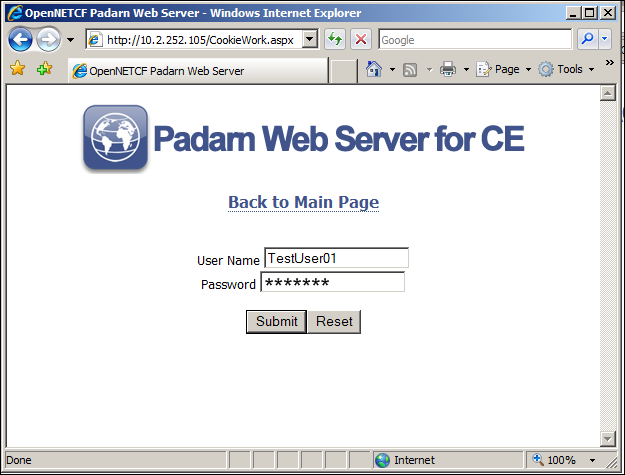 OpenNETCF Padarn Web Server - Windows Internet Explorer
http://10.2.252.105/CookieWork.aspx
Google
OpenNETCF Padarn Web Server
Page
Tools
»
Padarn Web Server for CE
Back to Main Page
User Name TestUser01
Password *******
Submit Reset
Done
Internet
100%